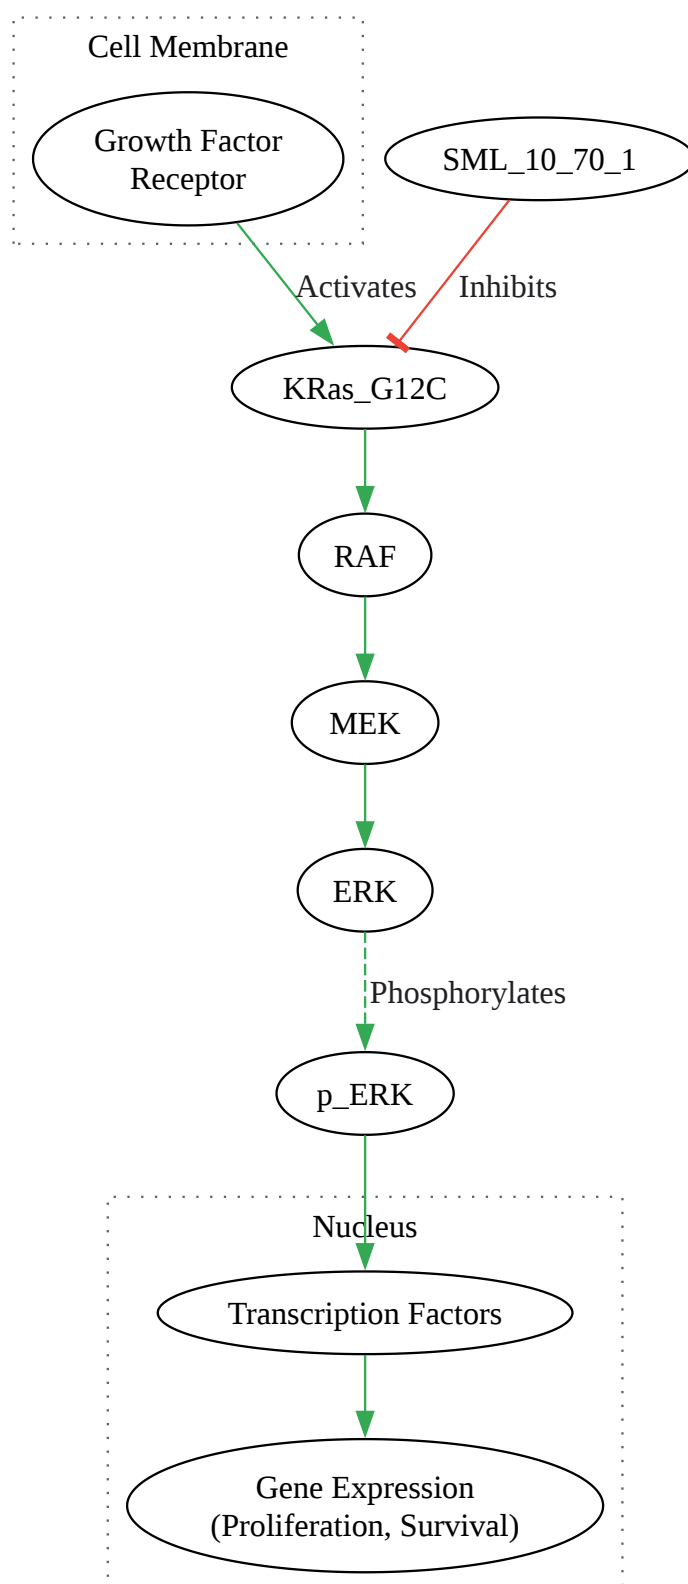 Cell Membrane
Growth Factor
Receptor
SML_10_70_1
Activates
Inhibits
KRas_G12C
RAF
MEK
ERK
Phosphorylates
p_ERK
Nucleus
Transcription Factors
Gene Expression
(Proliferation, Survival)